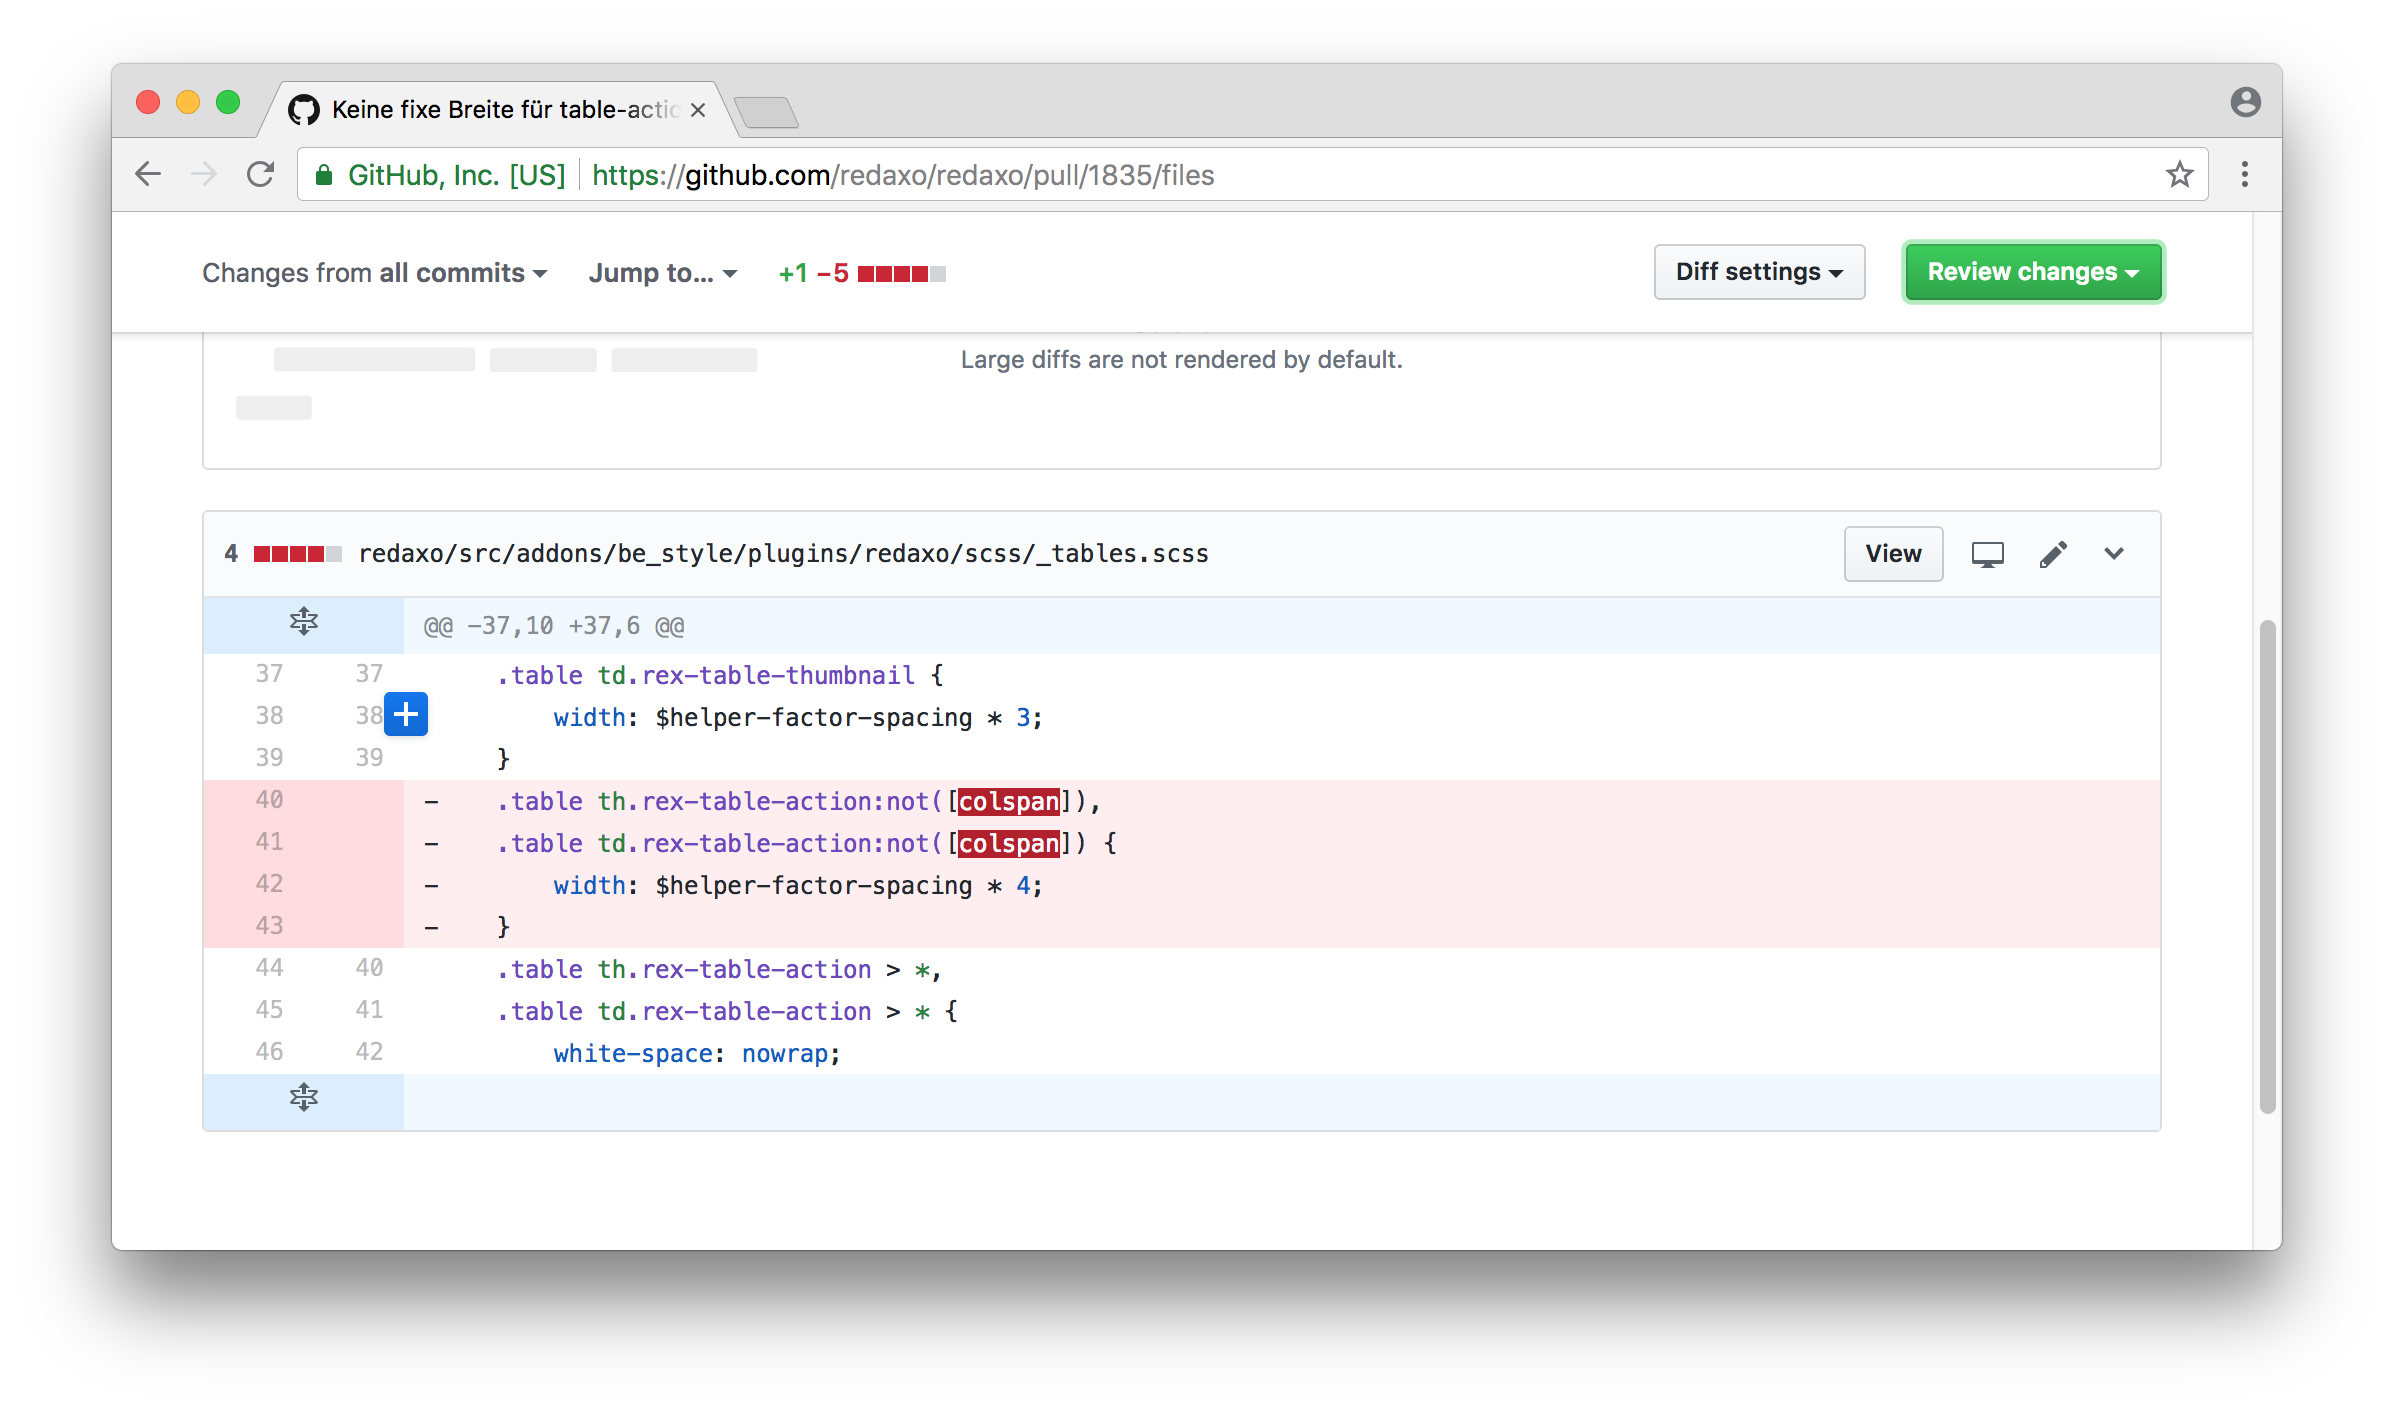 Keine fixe Breite für table-actio
GitHub, Inc. [US] https://github.com/redaxo/redaxo/pull/1835/files
Changes from all commits Jump to... +1 −5 Diff settings Review changes
Large diffs are not rendered by default.
4 redaxo/src/addons/be_style/plugins/redaxo/scss/_tables.scss View
@@ −37,10 +37,6 @@
37 37 .table td.rex-table-thumbnail {
38 38 width: $helper-factor-spacing * 3;
39 39 }
40 - .table th.rex-table-action:not([colspan]),
41 - .table td.rex-table-action:not([colspan]) {
42 - width: $helper-factor-spacing * 4;
43 - }
44 40 .table th.rex-table-action > *,
45 41 .table td.rex-table-action > * {
46 42 white-space: nowrap;